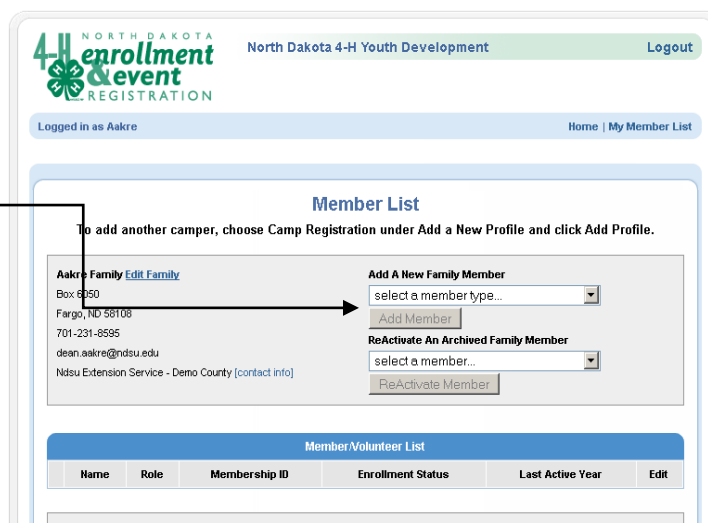 4-H NORTH DAKOTA
enrollment
& event
REGISTRATION
North Dakota 4-H Youth Development
Logout
Logged in as Aakre
Home | My Member List
Member List
To add another camper, choose Camp Registration under Add a New Profile and click Add Profile.
Aakre Family Edit Family
Box 6050
Fargo, ND 58108
701-231-8595
dean.aakre@ndsu.edu
Ndsu Extension Service - Demo County [contact info]
Add A New Family Member
select a member type...
Add Member
ReActivate An Archived Family Member
select a member...
ReActivate Member
Member/Volunteer List
Name Role Membership ID Enrollment Status Last Active Year Edit